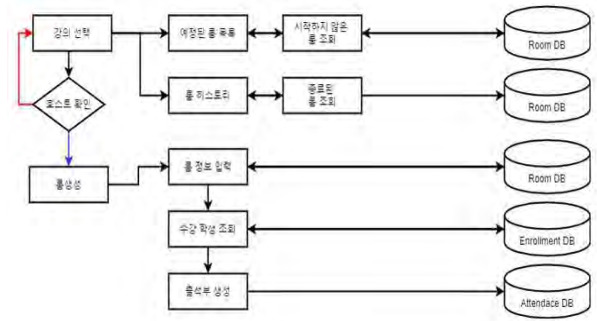 강의 선택
예정된 룸 목록
시작하지 않은
룸 조회
Room DB
호스트 확인
룸 히스토리
종료된
룸 조회
Room DB
룸생성
룸 정보 입력
Room DB
수강 학생 조회
Enrollment DB
출석부 생성
Attendace DB